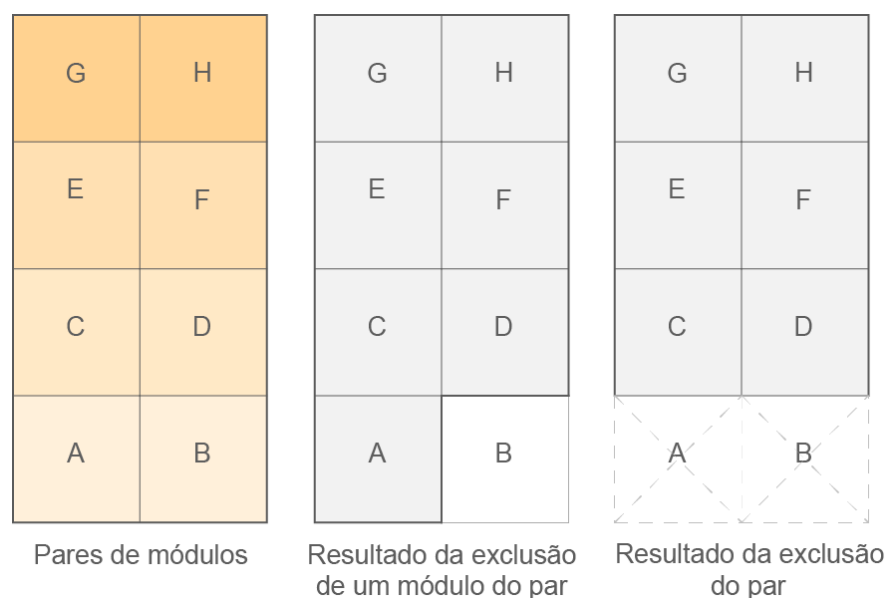 G H
E F
C D
A B
Pares de módulos
G H
E F
C D
A B
Resultado da exclusão
de um módulo do par
G H
E F
C D
A B
Resultado da exclusão
do par